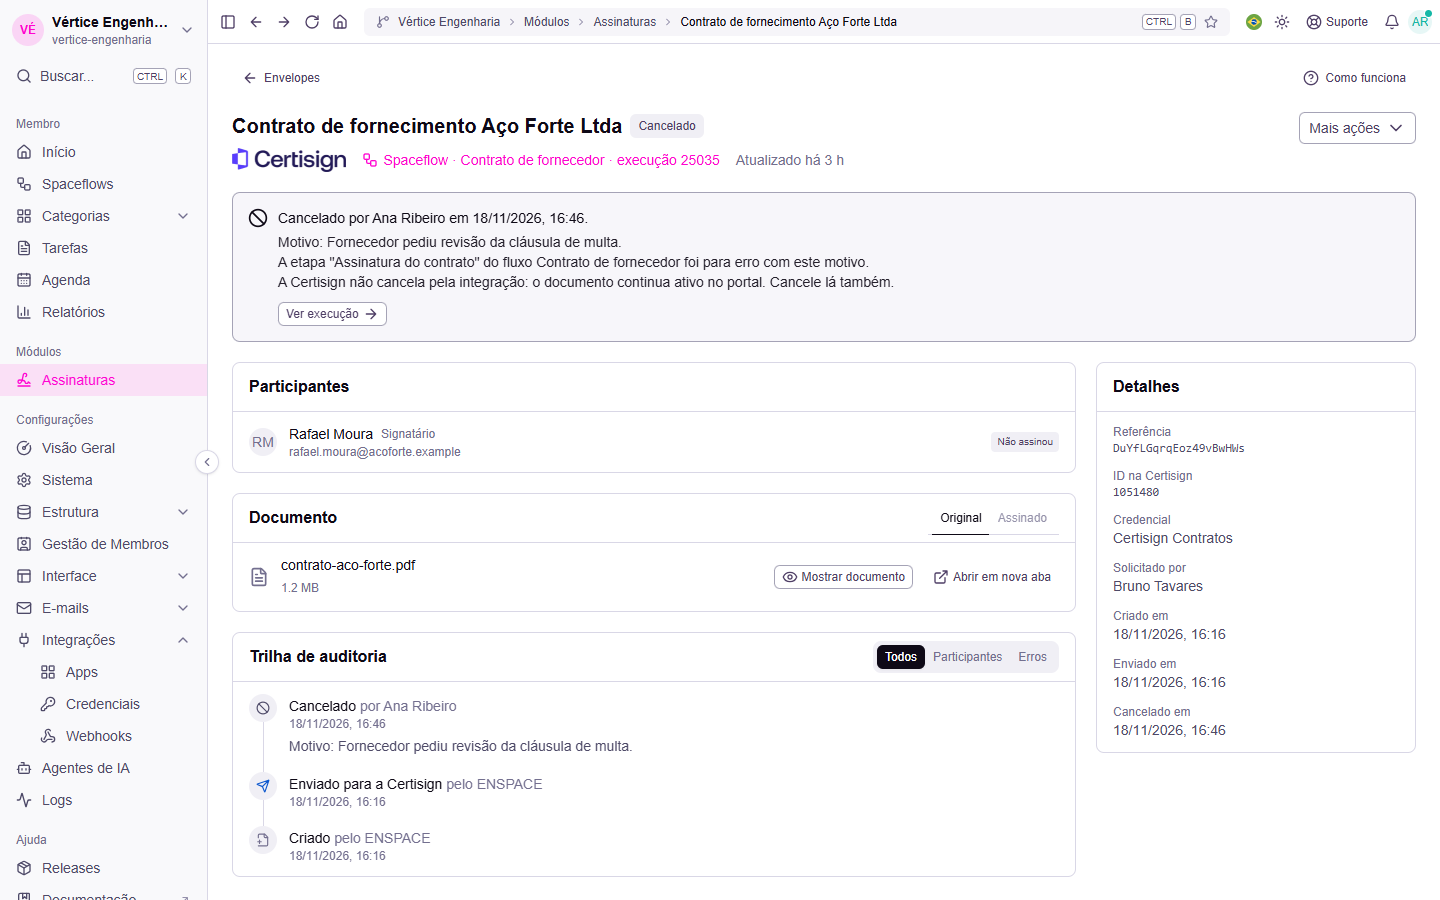 VÉ
Vértice Engenh...
vertice-engenharia
Buscar...
CTRL K
Membro
Início
Spaceflows
Categorias
Tarefas
Agenda
Relatórios
Módulos
Assinaturas
Configurações
Visão Geral
Sistema
Estrutura
Gestão de Membros
Interface
E-mails
Integrações
Apps
Credenciais
Webhooks
Agentes de IA
Logs
Ajuda
Releases
Documentação
Vértice Engenharia
Módulos
Assinaturas
Contrato de fornecimento Aço Forte Ltda
CTRL B
Suporte
AR
Envelopes
Como funciona
Contrato de fornecimento Aço Forte Ltda
Cancelado
Mais ações
Certisign
Spaceflow · Contrato de fornecedor · execução 25035
Atualizado há 3 h
Cancelado por Ana Ribeiro em 18/11/2026, 16:46.
Motivo: Fornecedor pediu revisão da cláusula de multa.
A etapa "Assinatura do contrato" do fluxo Contrato de fornecedor foi para erro com este motivo.
A Certisign não cancela pela integração: o documento continua ativo no portal. Cancele lá também.
Ver execução
Participantes
RM
Rafael Moura Signatário
rafael.moura@acoforte.example
Não assinou
Documento
Original
Assinado
contrato-aco-forte.pdf
1.2 MB
Mostrar documento
Abrir em nova aba
Trilha de auditoria
Todos
Participantes
Erros
Cancelado por Ana Ribeiro
18/11/2026, 16:46
Motivo: Fornecedor pediu revisão da cláusula de multa.
Enviado para a Certisign pelo ENSPACE
18/11/2026, 16:16
Criado pelo ENSPACE
18/11/2026, 16:16
Detalhes
Referência
DuYfLGqrqEoz49vBwHWs
ID na Certisign
1051480
Credencial
Certisign Contratos
Solicitado por
Bruno Tavares
Criado em
18/11/2026, 16:16
Enviado em
18/11/2026, 16:16
Cancelado em
18/11/2026, 16:46